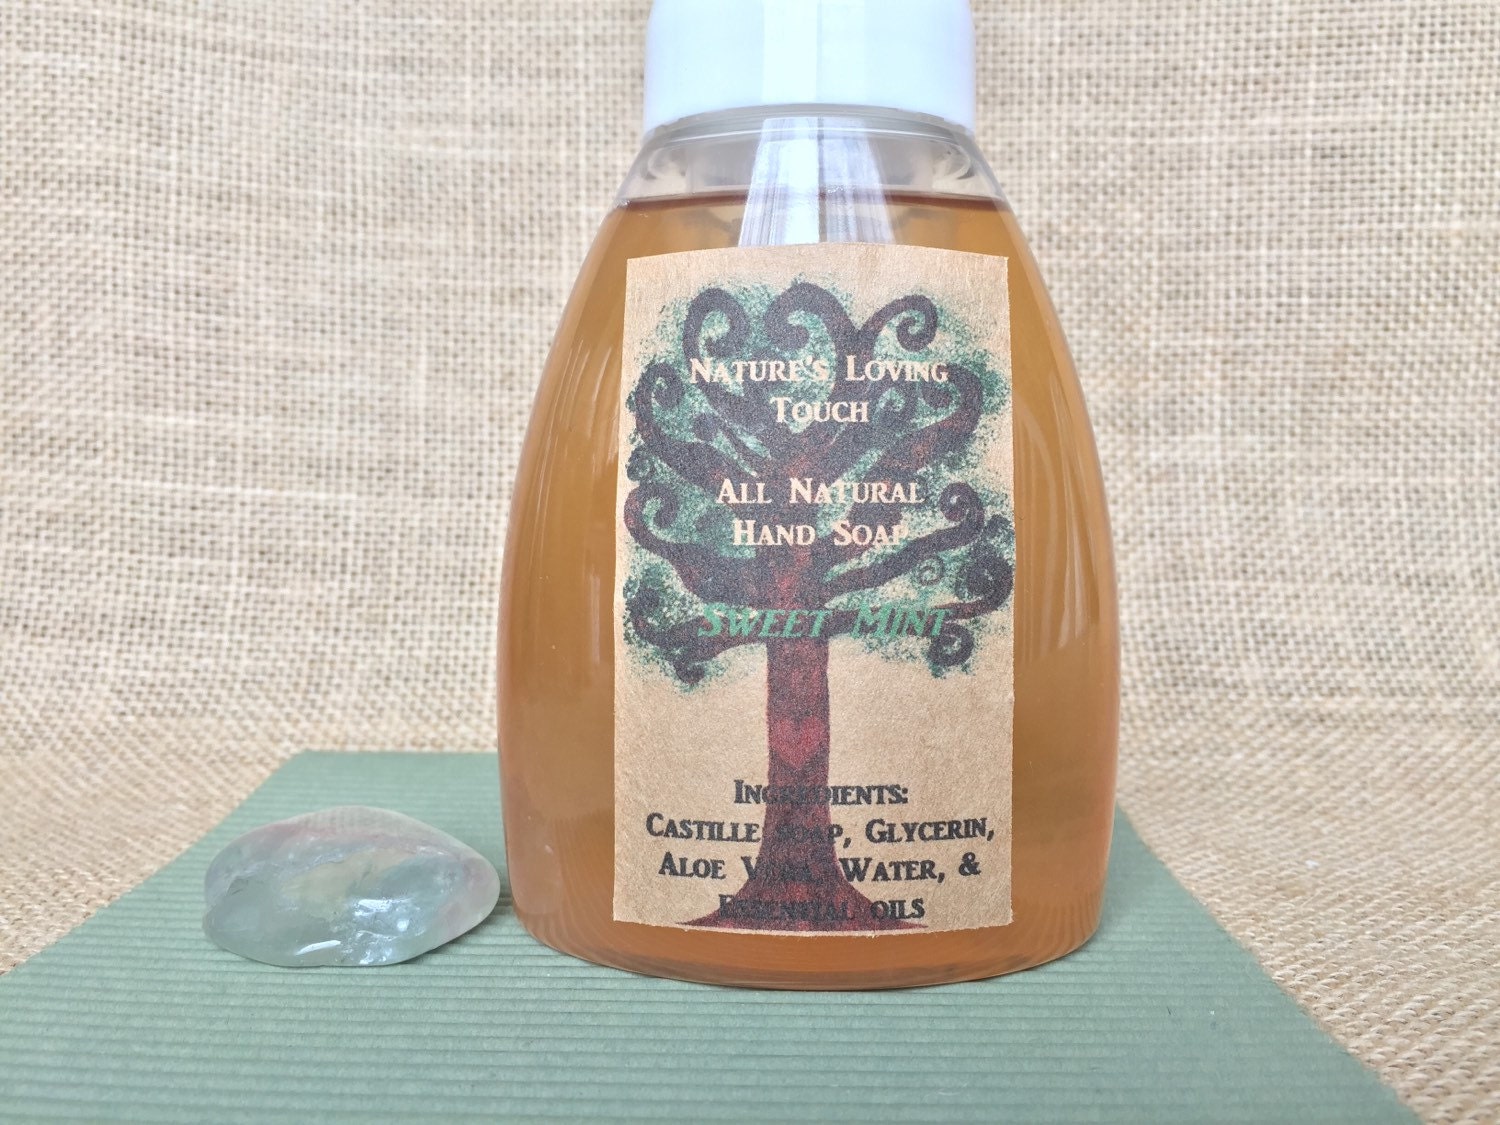 Nature's Loving
Touch
All Natural
Hand Soap
Sweet Mint
Ingredients:
Castille soap, Glycerin,
Aloe Vera, Water, &
Essential oils